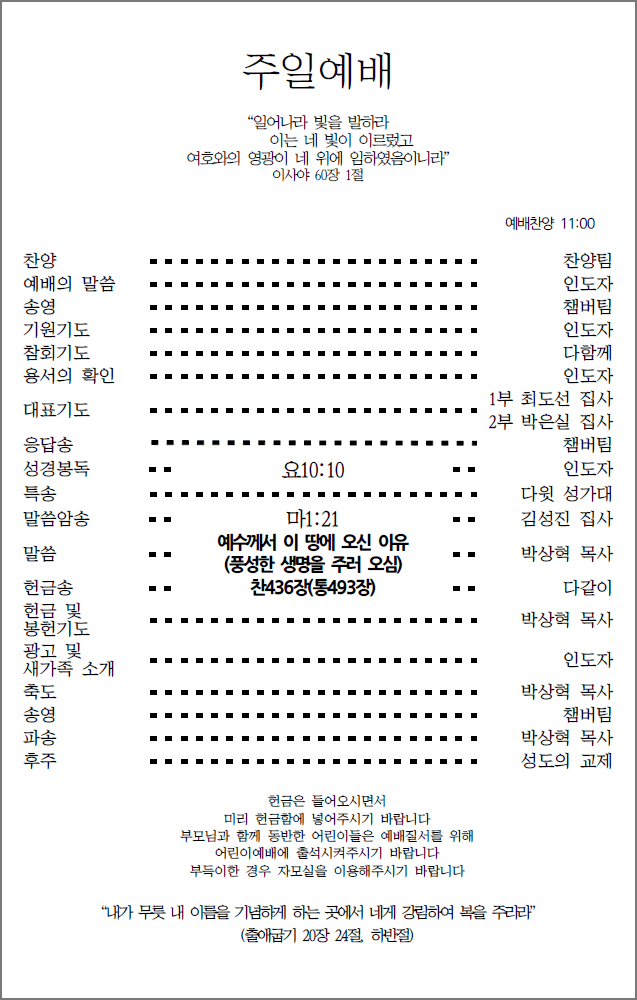 주일예배
“일어나라 빛을 발하라
이는 네 빛이 이르렀고
여호와의 영광이 네 위에 임하였음이니라”
이사야 60장 1절
예배찬양 11:00
찬양 찬양팀
예배의 말씀 인도자
송영 챔버팀
기원기도 인도자
참회기도 다함께
용서의 확인 인도자
대표기도 1부 최도선 집사
2부 박은실 집사
응답송 챔버팀
성경봉독 요10:10 인도자
특송 다윗 성가대
말씀암송 마1:21 김성진 집사
말씀 예수께서 이 땅에 오신 이유
(풍성한 생명을 주러 오심) 박상혁 목사
헌금송 찬436장(통493장) 다같이
헌금 및
봉헌기도 박상혁 목사
광고 및
새가족 소개 인도자
축도 박상혁 목사
송영 챔버팀
파송 박상혁 목사
후주 성도의 교제
헌금은 들어오시면서
미리 헌금함에 넣어주시기 바랍니다
부모님과 함께 동반한 어린이들은 예배질서를 위해
어린이예배에 출석시켜주시기 바랍니다
부득이한 경우 자모실을 이용해주시기 바랍니다
“내가 무릇 내 이름을 기념하게 하는 곳에서 네게 강림하여 복을 주리라”
(출애굽기 20장 24절, 하반절)